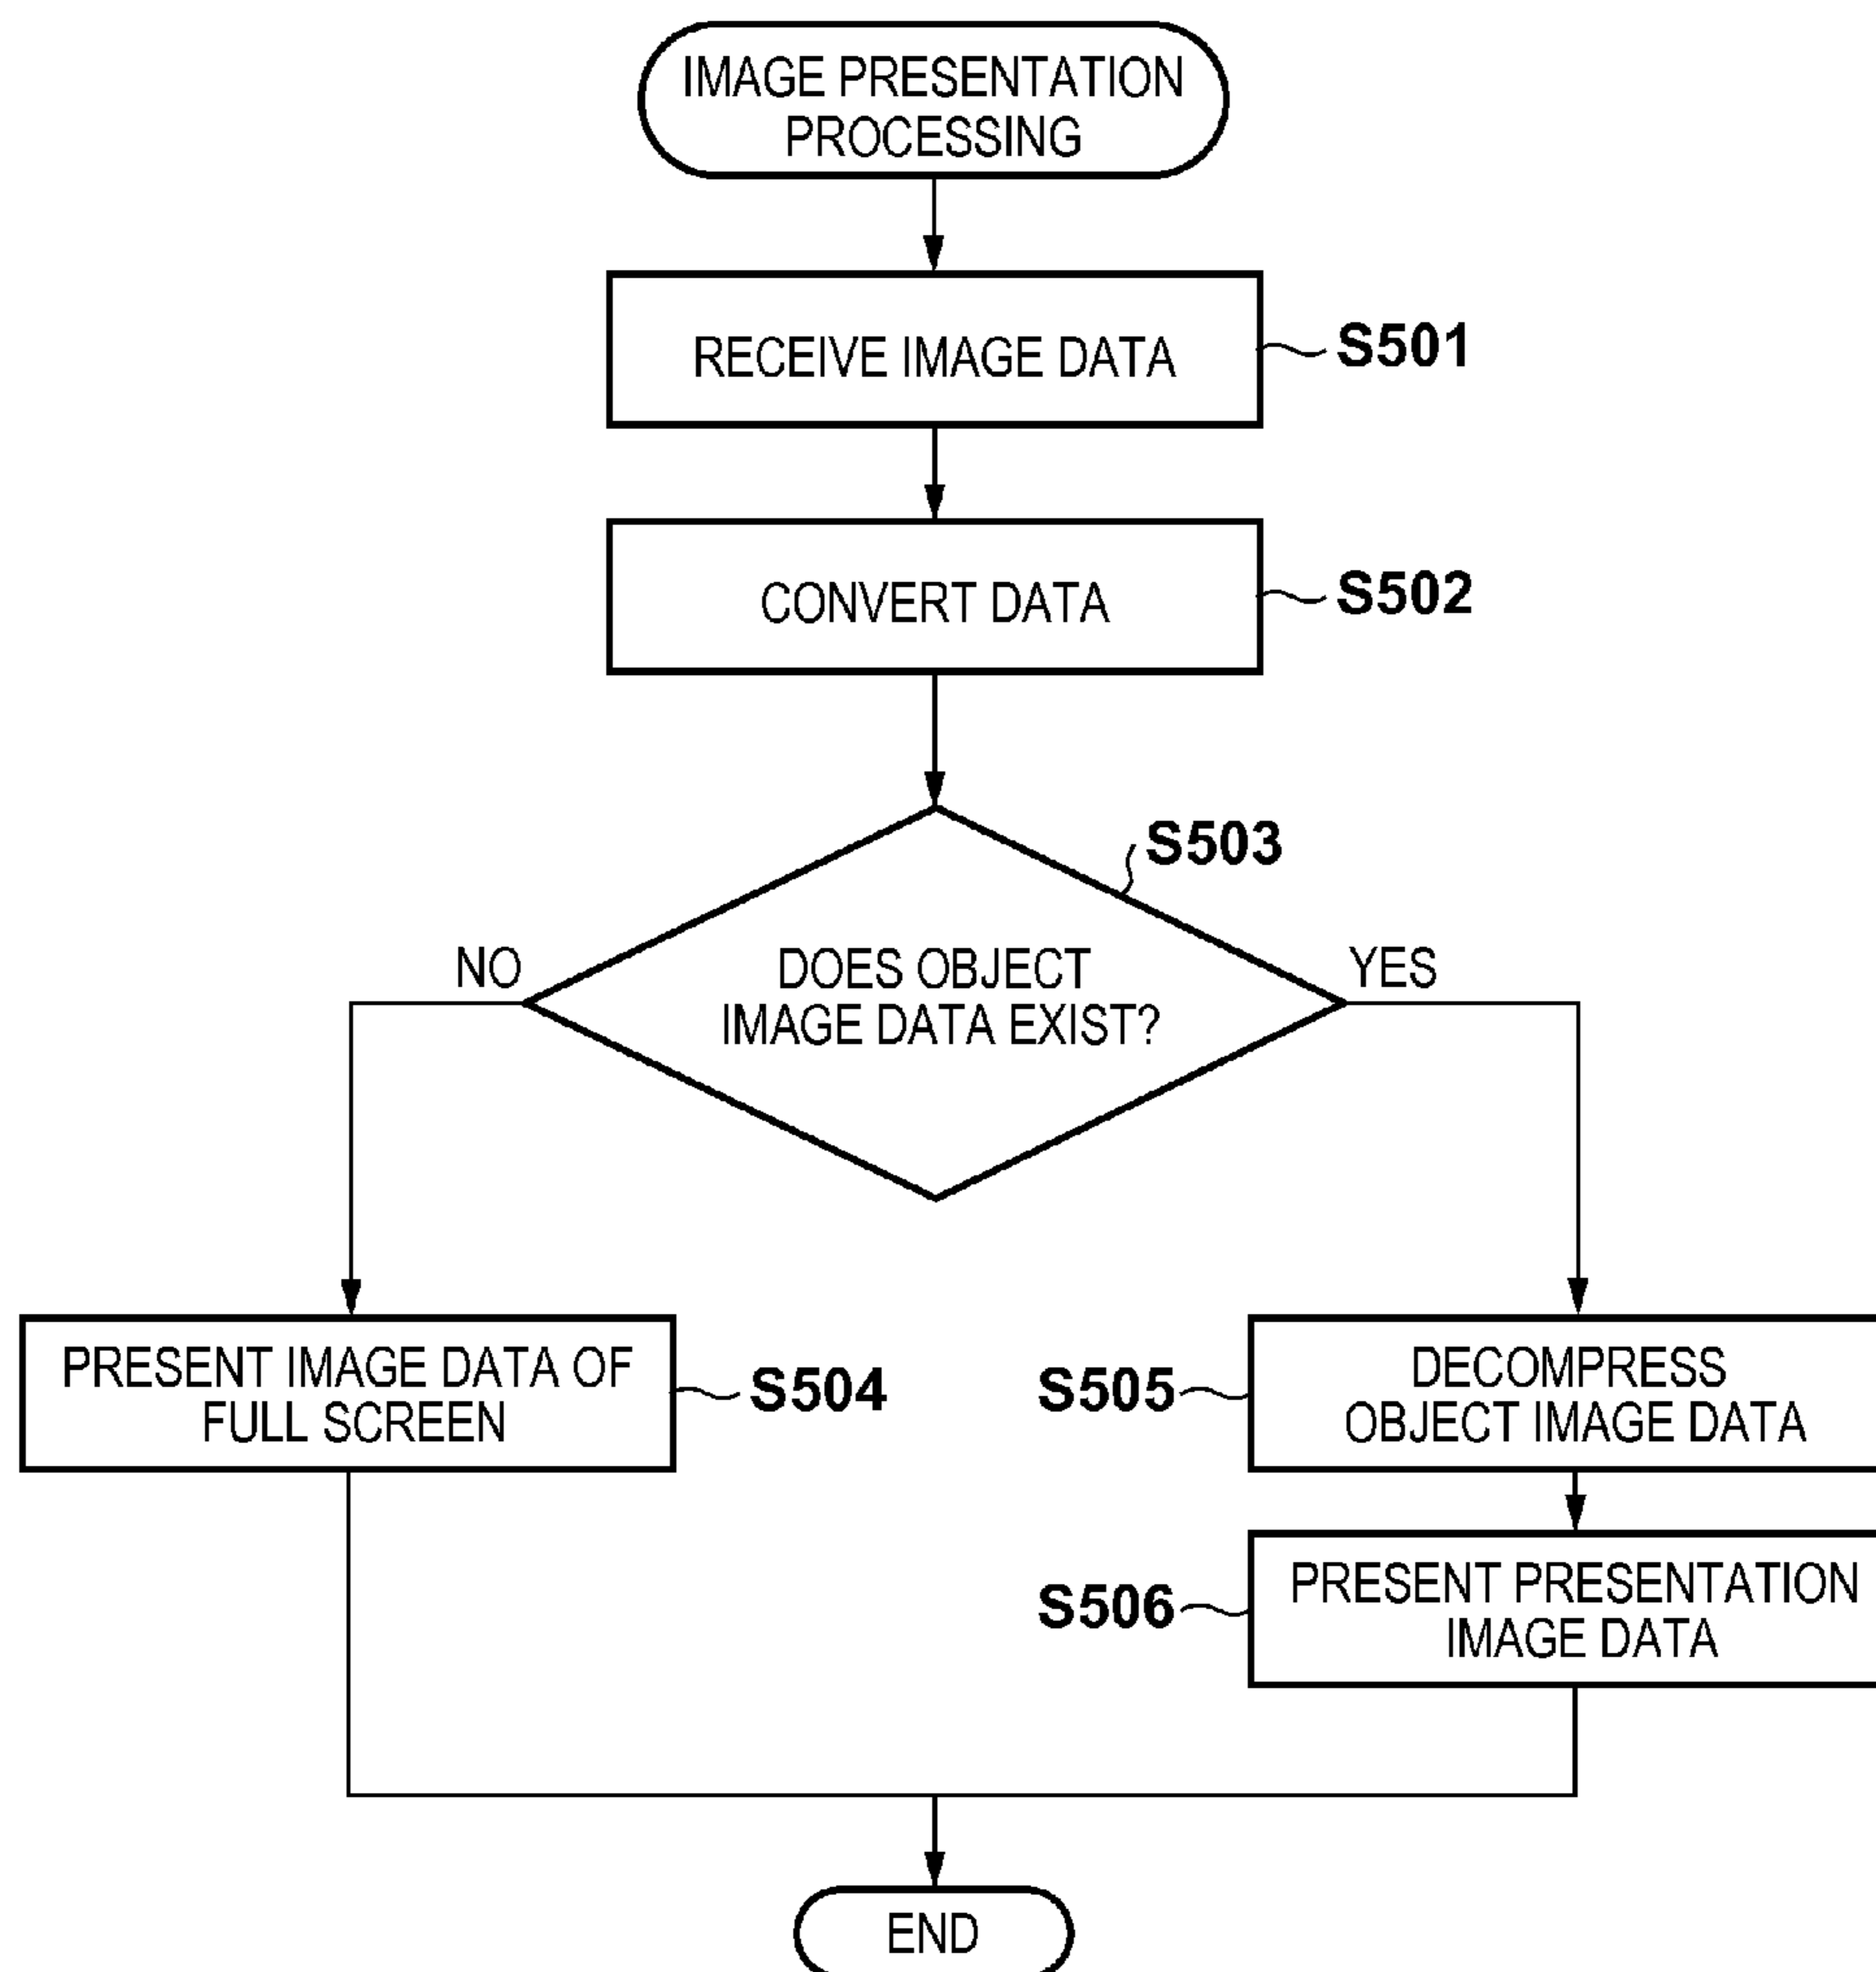 IMAGE PRESENTATION
PROCESSING
RECEIVE IMAGE DATA
S501
CONVERT DATA
S502
S503
DOES OBJECT
IMAGE DATA EXIST?
NO
YES
PRESENT IMAGE DATA OF
FULL SCREEN
S504
S505
DECOMPRESS
OBJECT IMAGE DATA
S506
PRESENT PRESENTATION
IMAGE DATA
END